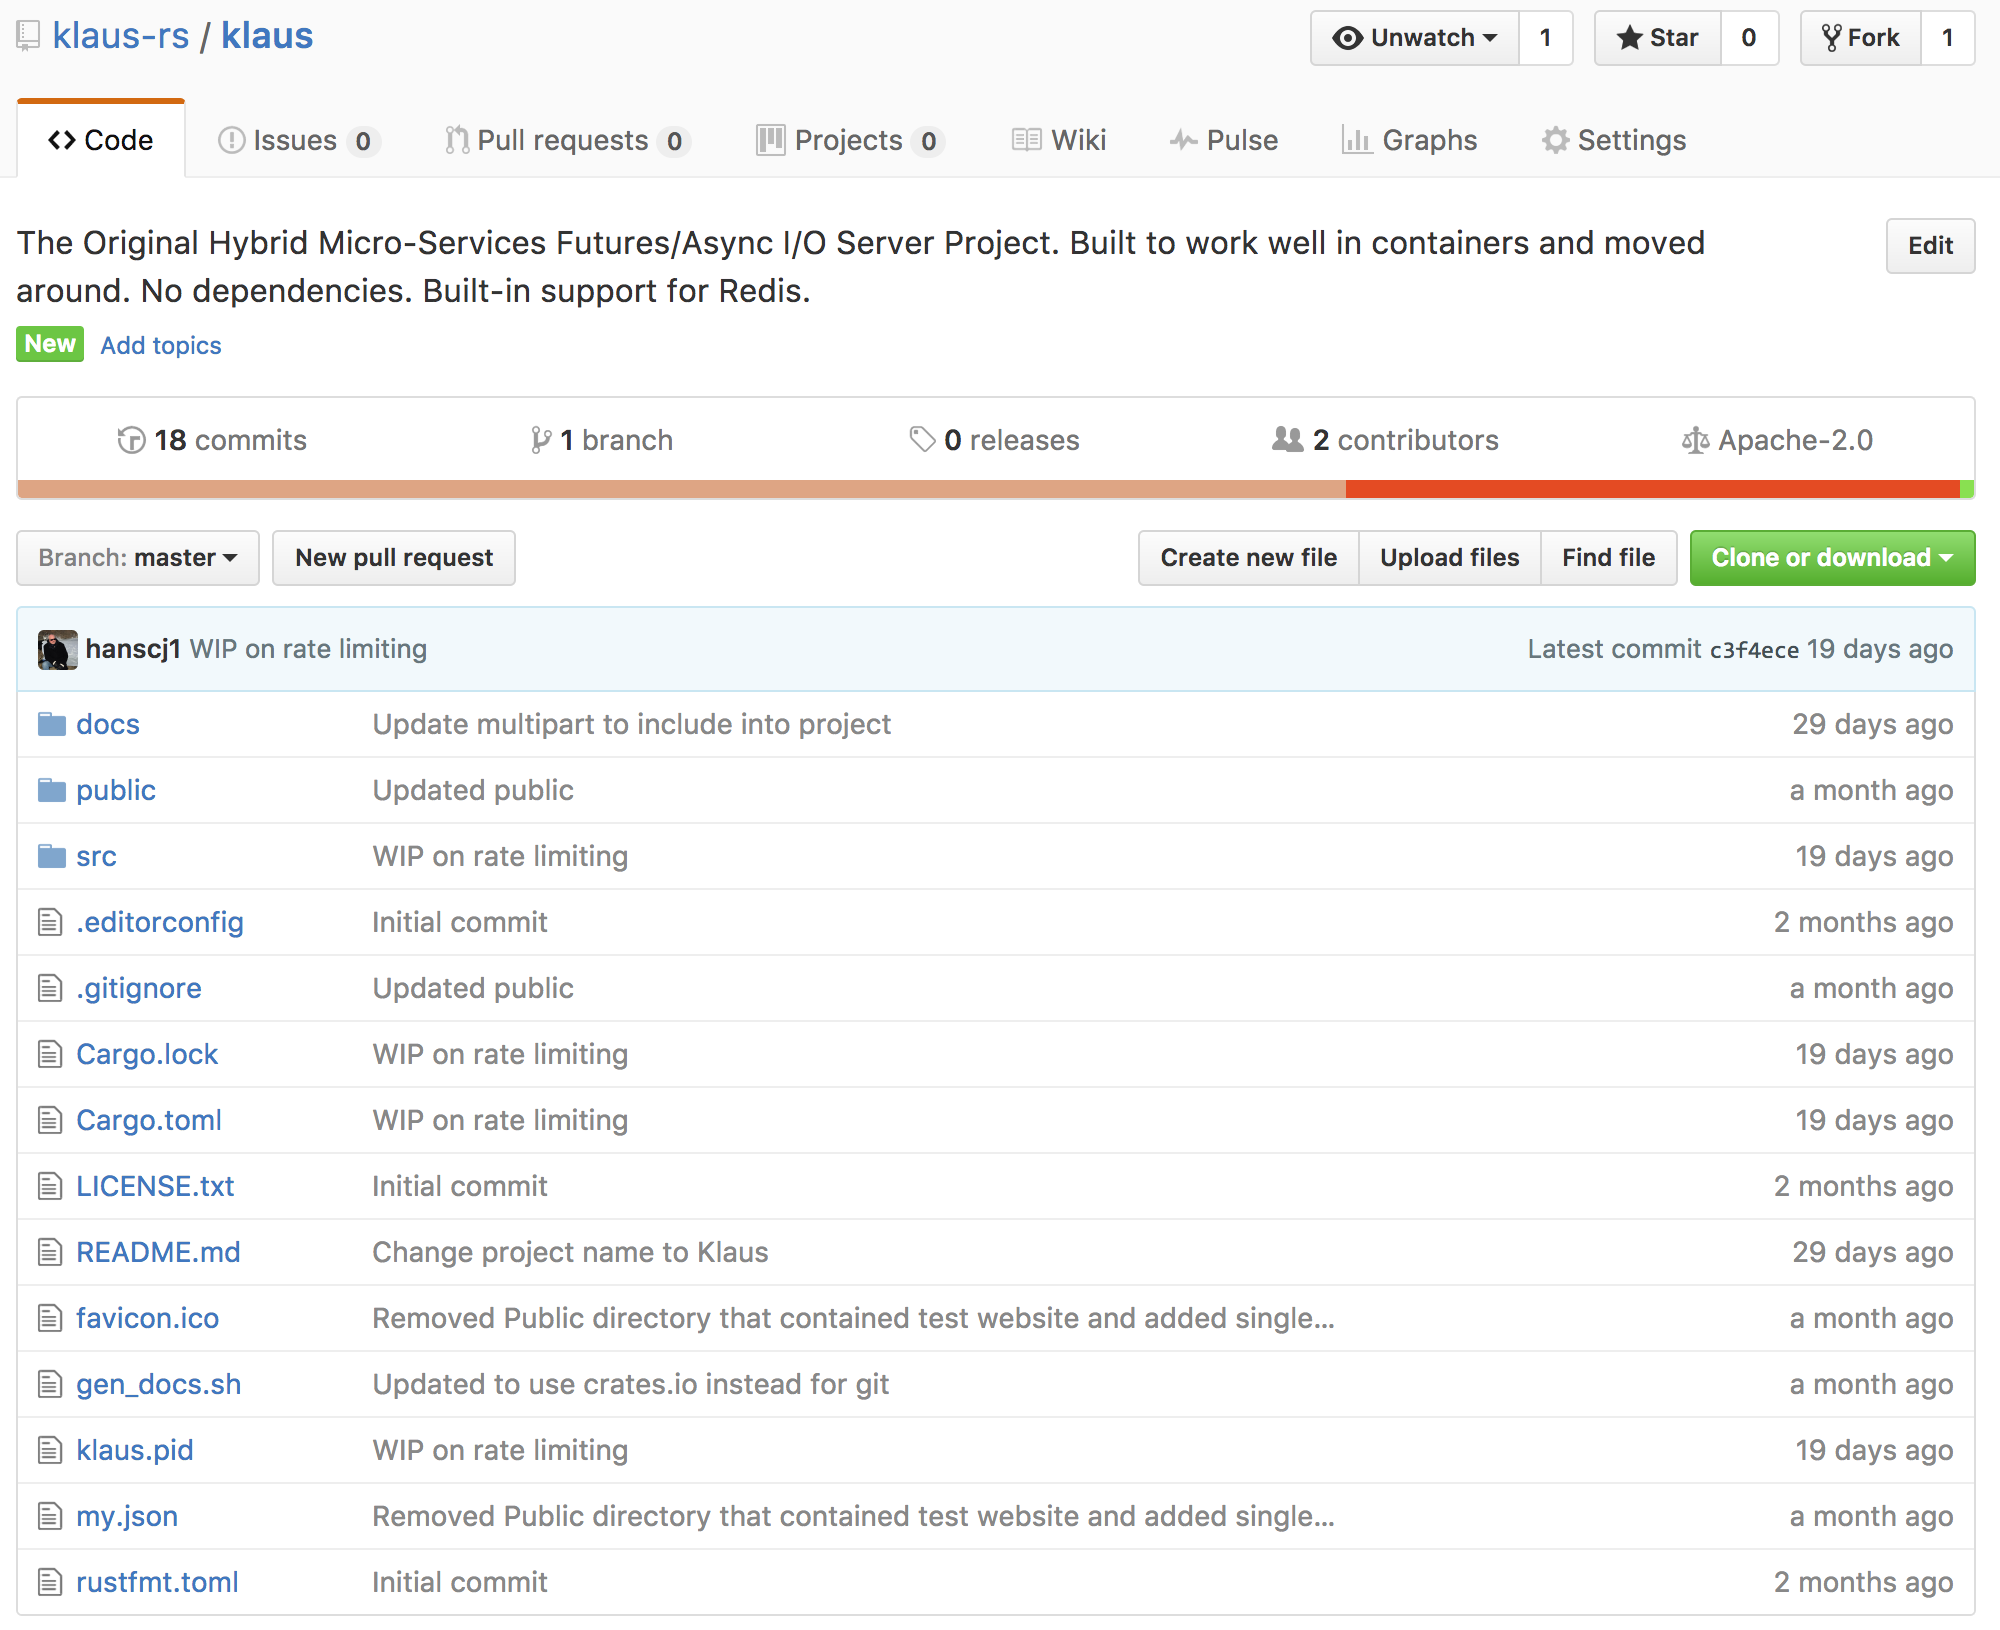 klaus-rs / klaus
Unwatch 1 Star 0 Fork 1
Code Issues 0 Pull requests 0 Projects 0 Wiki Pulse Graphs Settings
The Original Hybrid Micro-Services Futures/Async I/O Server Project. Built to work well in containers and moved
around. No dependencies. Built-in support for Redis.
Edit
New Add topics
18 commits 1 branch 0 releases 2 contributors Apache-2.0
Branch: master New pull request Create new file Upload files Find file Clone or download
hanscj1 WIP on rate limiting Latest commit c3f4ece 19 days ago
docs Update multipart to include into project 29 days ago
public Updated public a month ago
src WIP on rate limiting 19 days ago
.editorconfig Initial commit 2 months ago
.gitignore Updated public a month ago
Cargo.lock WIP on rate limiting 19 days ago
Cargo.toml WIP on rate limiting 19 days ago
LICENSE.txt Initial commit 2 months ago
README.md Change project name to Klaus 29 days ago
favicon.ico Removed Public directory that contained test website and added single... a month ago
gen_docs.sh Updated to use crates.io instead for git a month ago
klaus.pid WIP on rate limiting 19 days ago
my.json Removed Public directory that contained test website and added single... a month ago
rustfmt.toml Initial commit 2 months ago